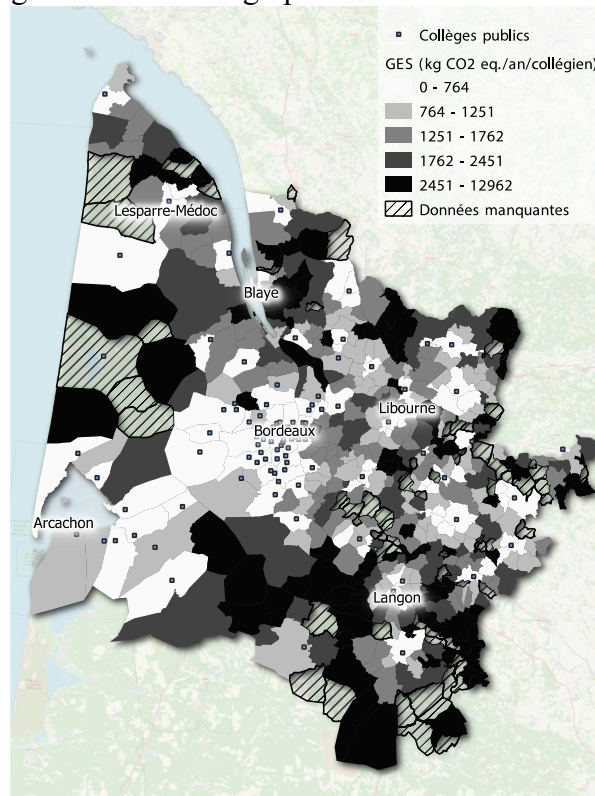 Collèges publics
GES (kg CO2 eq./an/collégien)
0 - 764
764 - 1251
1251 - 1762
1762 - 2451
2451 - 12962
Données manquantes
Lesparre-Médoc
Blaye
Libourne
Bordeaux
Arcachon
Langon